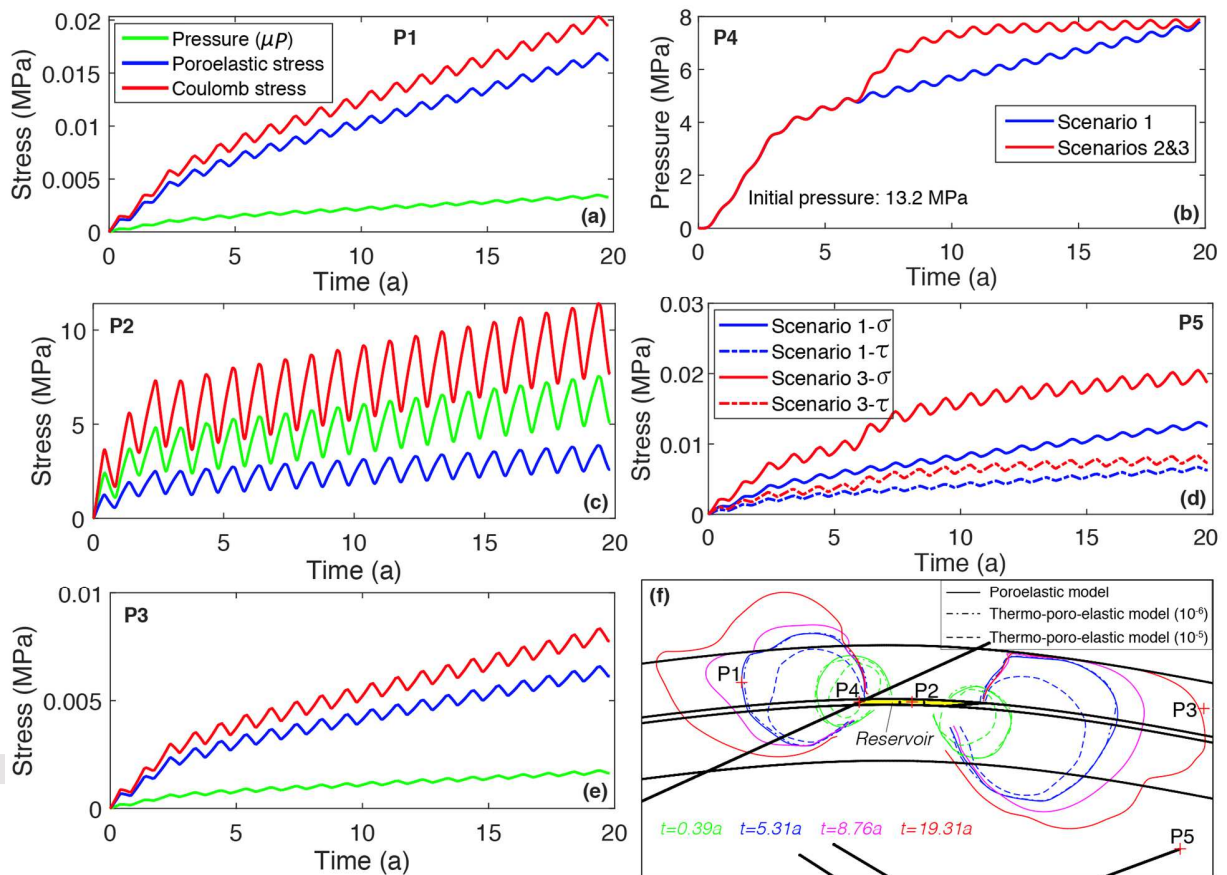 0.02
0.015
0.01
0.005
0
Stress (MPa)
Pressure (μP)
Poroelastic stress
Coulomb stress
P1
(a)
0 5 10 15 20
Time (a)
8
6
4
2
0
Pressure (MPa)
P4
Scenario 1
Scenarios 2&3
Initial pressure: 13.2 MPa
(b)
0 5 10 15 20
Time (a)
10
5
0
Stress (MPa)
P2
(c)
0 5 10 15 20
Time (a)
0.03
0.02
0.01
0
Stress (MPa)
Scenario 1-σ
Scenario 1-τ
Scenario 3-σ
Scenario 3-τ
P5
(d)
0 5 10 15 20
Time (a)
0.01
0.005
0
Stress (MPa)
P3
(e)
0 5 10 15 20
Time (a)
(f)
Poroelastic model
Thermo-poro-elastic model (10⁻⁶)
Thermo-poro-elastic model (10⁻⁵)
P1
P4
P2
P3
Reservoir
t=0.39a t=5.31a t=8.76a t=19.31a
P5